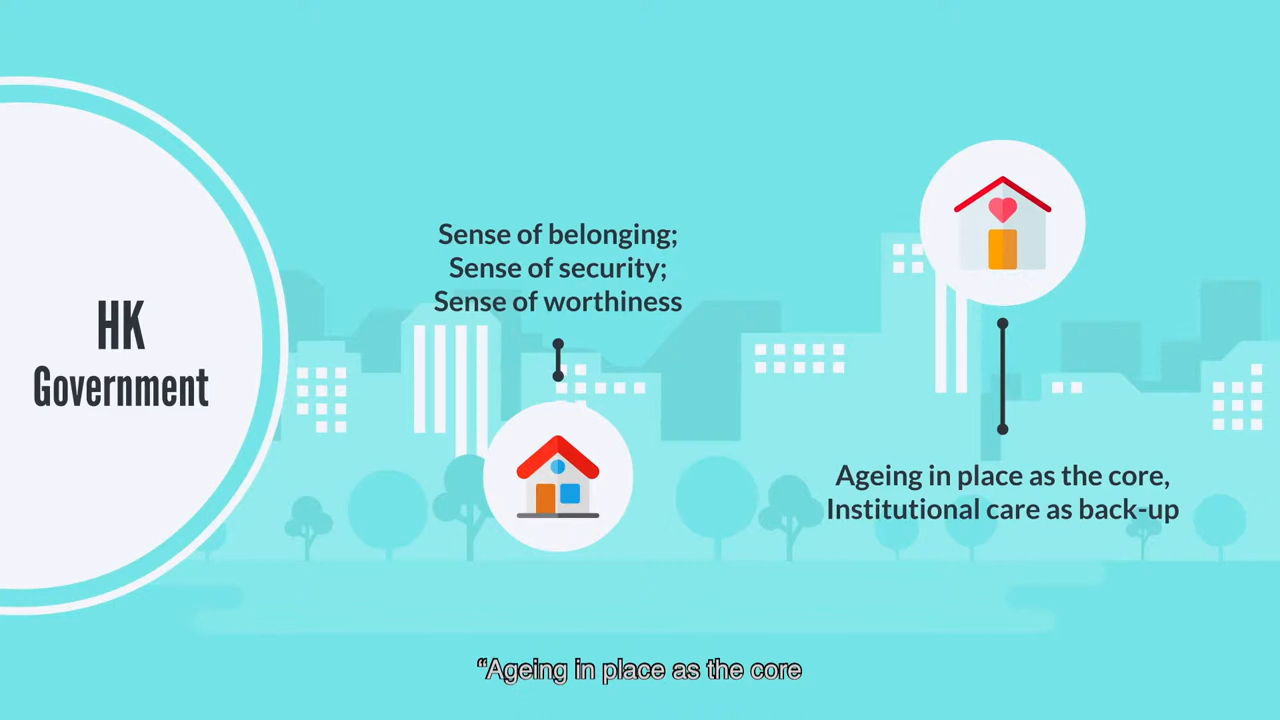 HK
Government
Sense of belonging;
Sense of security;
Sense of worthiness
Ageing in place as the core,
Institutional care as back-up
“Ageing in place as the core